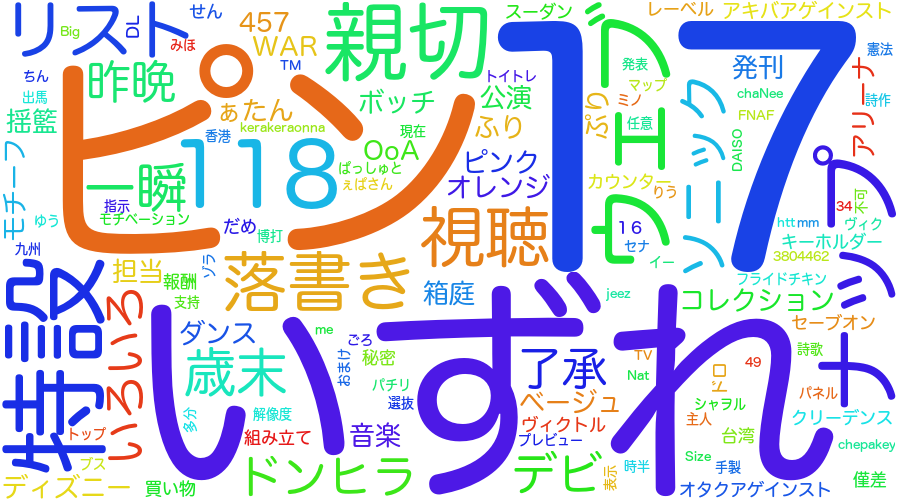 リスト
せん
DL
Big
みほ
457
WAR
TM
親切
スーダン
レーベル
アキバアゲインスト
憲法
ちん
出馬
昨晩
ピン
117
ウェブ
ぷり
発表
マップ
ミノ
ソニック
発刊
chaNee
FNAF
アリーナ
詩作
揺籃
ぁたん
kerakeraonna
香港
118
ボッチ
トイトレ
公演
ふり
現在
OoA
任意
DAISO
モチーフ
一瞬
指示
モチベーション
ぱっしゅと
ぇばさん
ピンク
オレンジ
カウンター
りう
34
不可
ゆう
九州
だめ
博打
視聴
16
セナ
イー
htt
mm
ヴィク
キーホルダー
3804462
特設
担当
報酬
支持
ゾラ
落書き
箱庭
jeez
フライドチキン
コレクション
セーブオン
ナップ
いろいろ
ダンス
me
ごろ
おまけ
秘密
いずれ
了承
TV
ドロ
49
詩歌
歳末
パチリ
選抜
ベージュ
Nat
シャヲル
パネル
トップ
多分
解像度
組み立て
音楽
ヴィクトル
プレビュー
主人
クリーデンス
台湾
chepakey
ブス
ディズニー
買い物
ドンヒラ
デビ
表示
時半
Size
手製
オタクアゲインスト
僅差